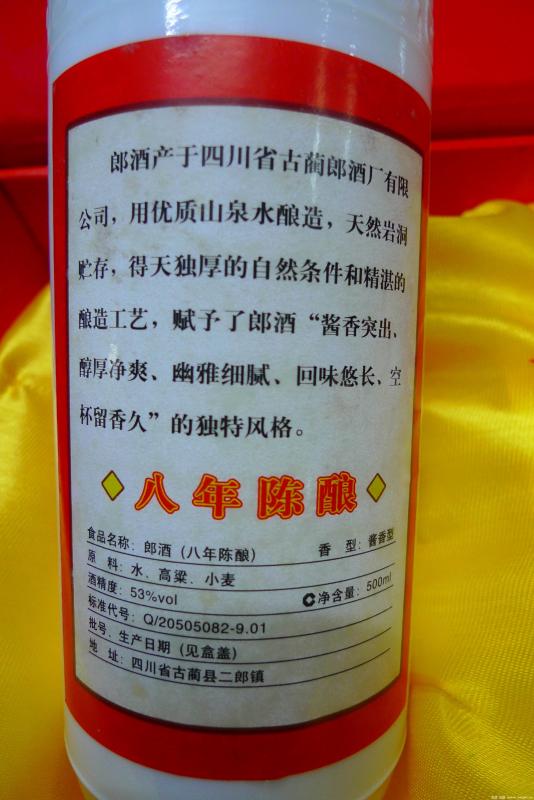 郎酒产于四川省古蔺郎酒厂有限
公司，用优质山泉水酿造，天然岩洞
贮存，得天独厚的自然条件和精湛的
酿造工艺，赋予了郎酒“酱香突出、
醇厚净爽、幽雅细腻、回味悠长、空
杯留香久”的独特风格。
八年陈酿
食品名称：郎酒（八年陈酿） 香 型：酱香型
原 料：水、高粱、小麦
酒精度：53%vol 净含量：500ml
标准代号：Q/20505082-9.01
批号、生产日期（见盒盖）
地 址：四川省古蔺县二郎镇